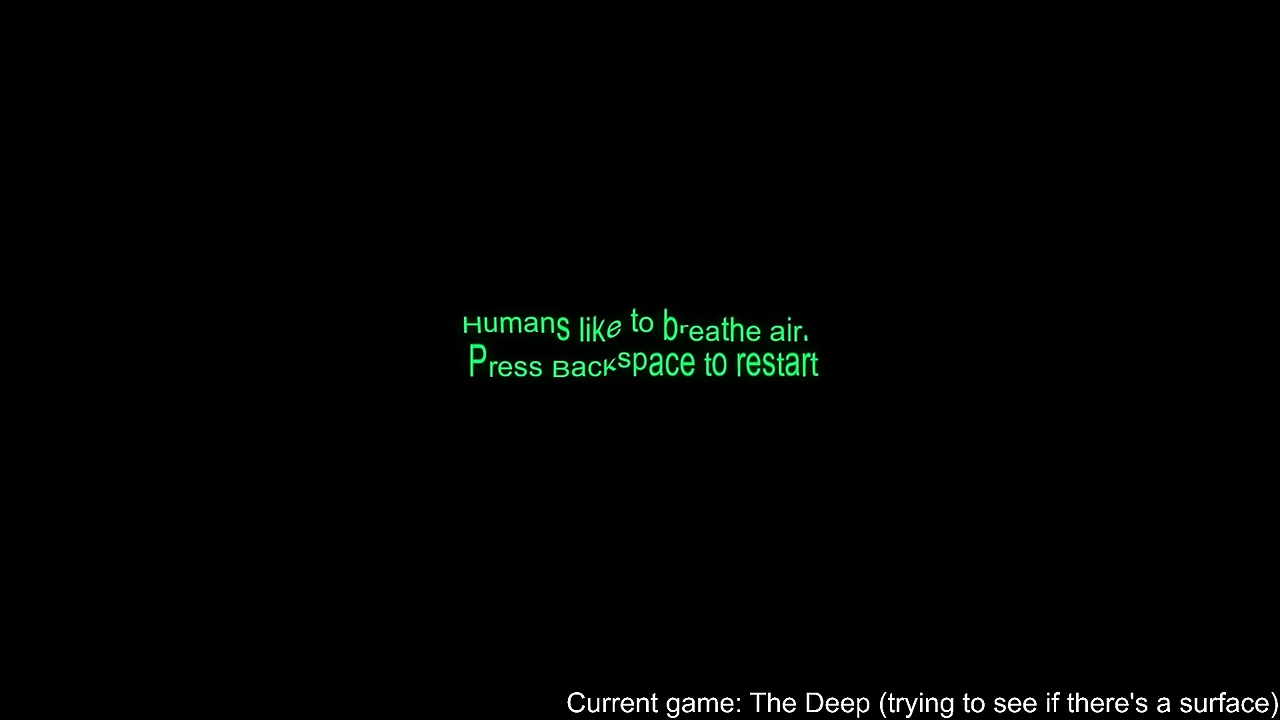 Humans like to breathe air.
Press Backspace to restart
Current game: The Deep (trying to see if there's a surface)